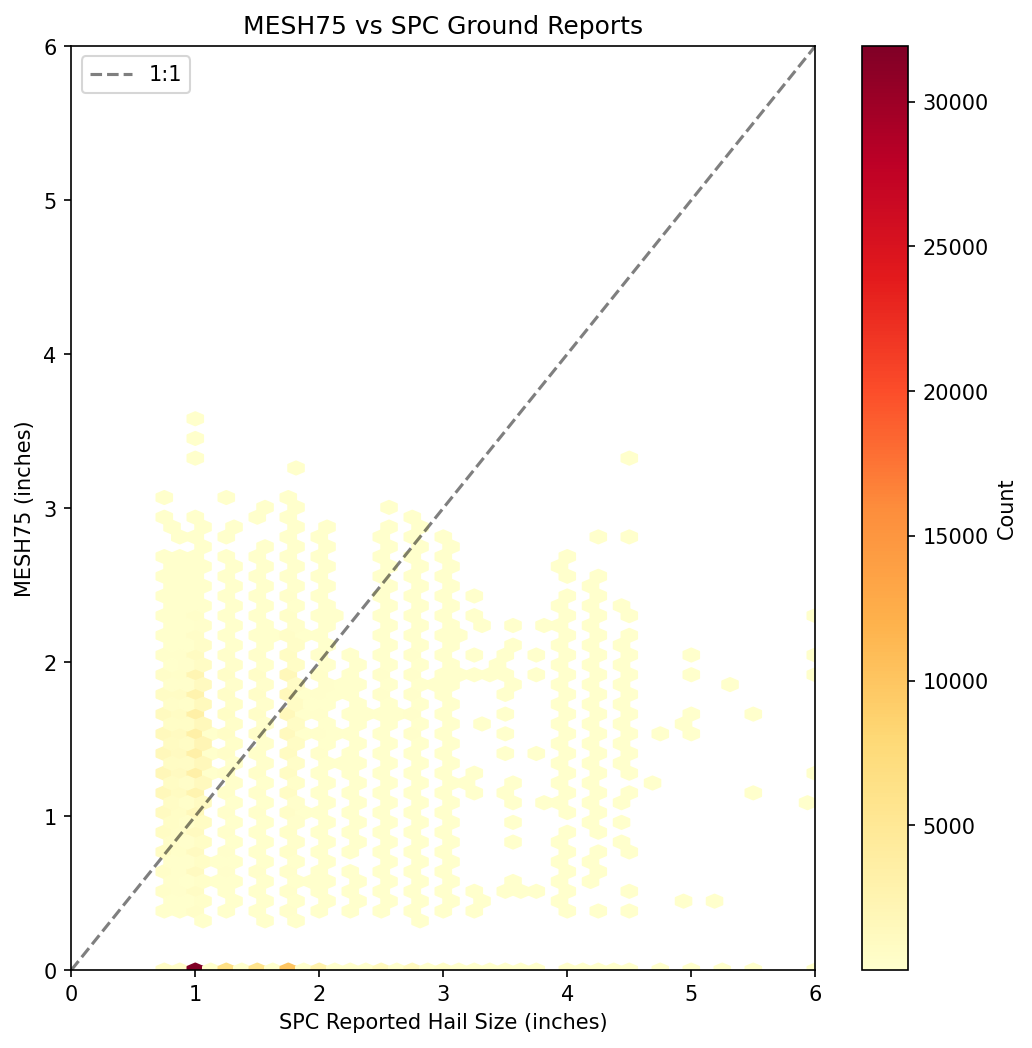 MESH75 vs SPC Ground Reports
1:1
6
5
4
3
2
1
0
MESH75 (inches)
0 1 2 3 4 5 6
SPC Reported Hail Size (inches)
30000
25000
20000
15000
10000
5000
Count